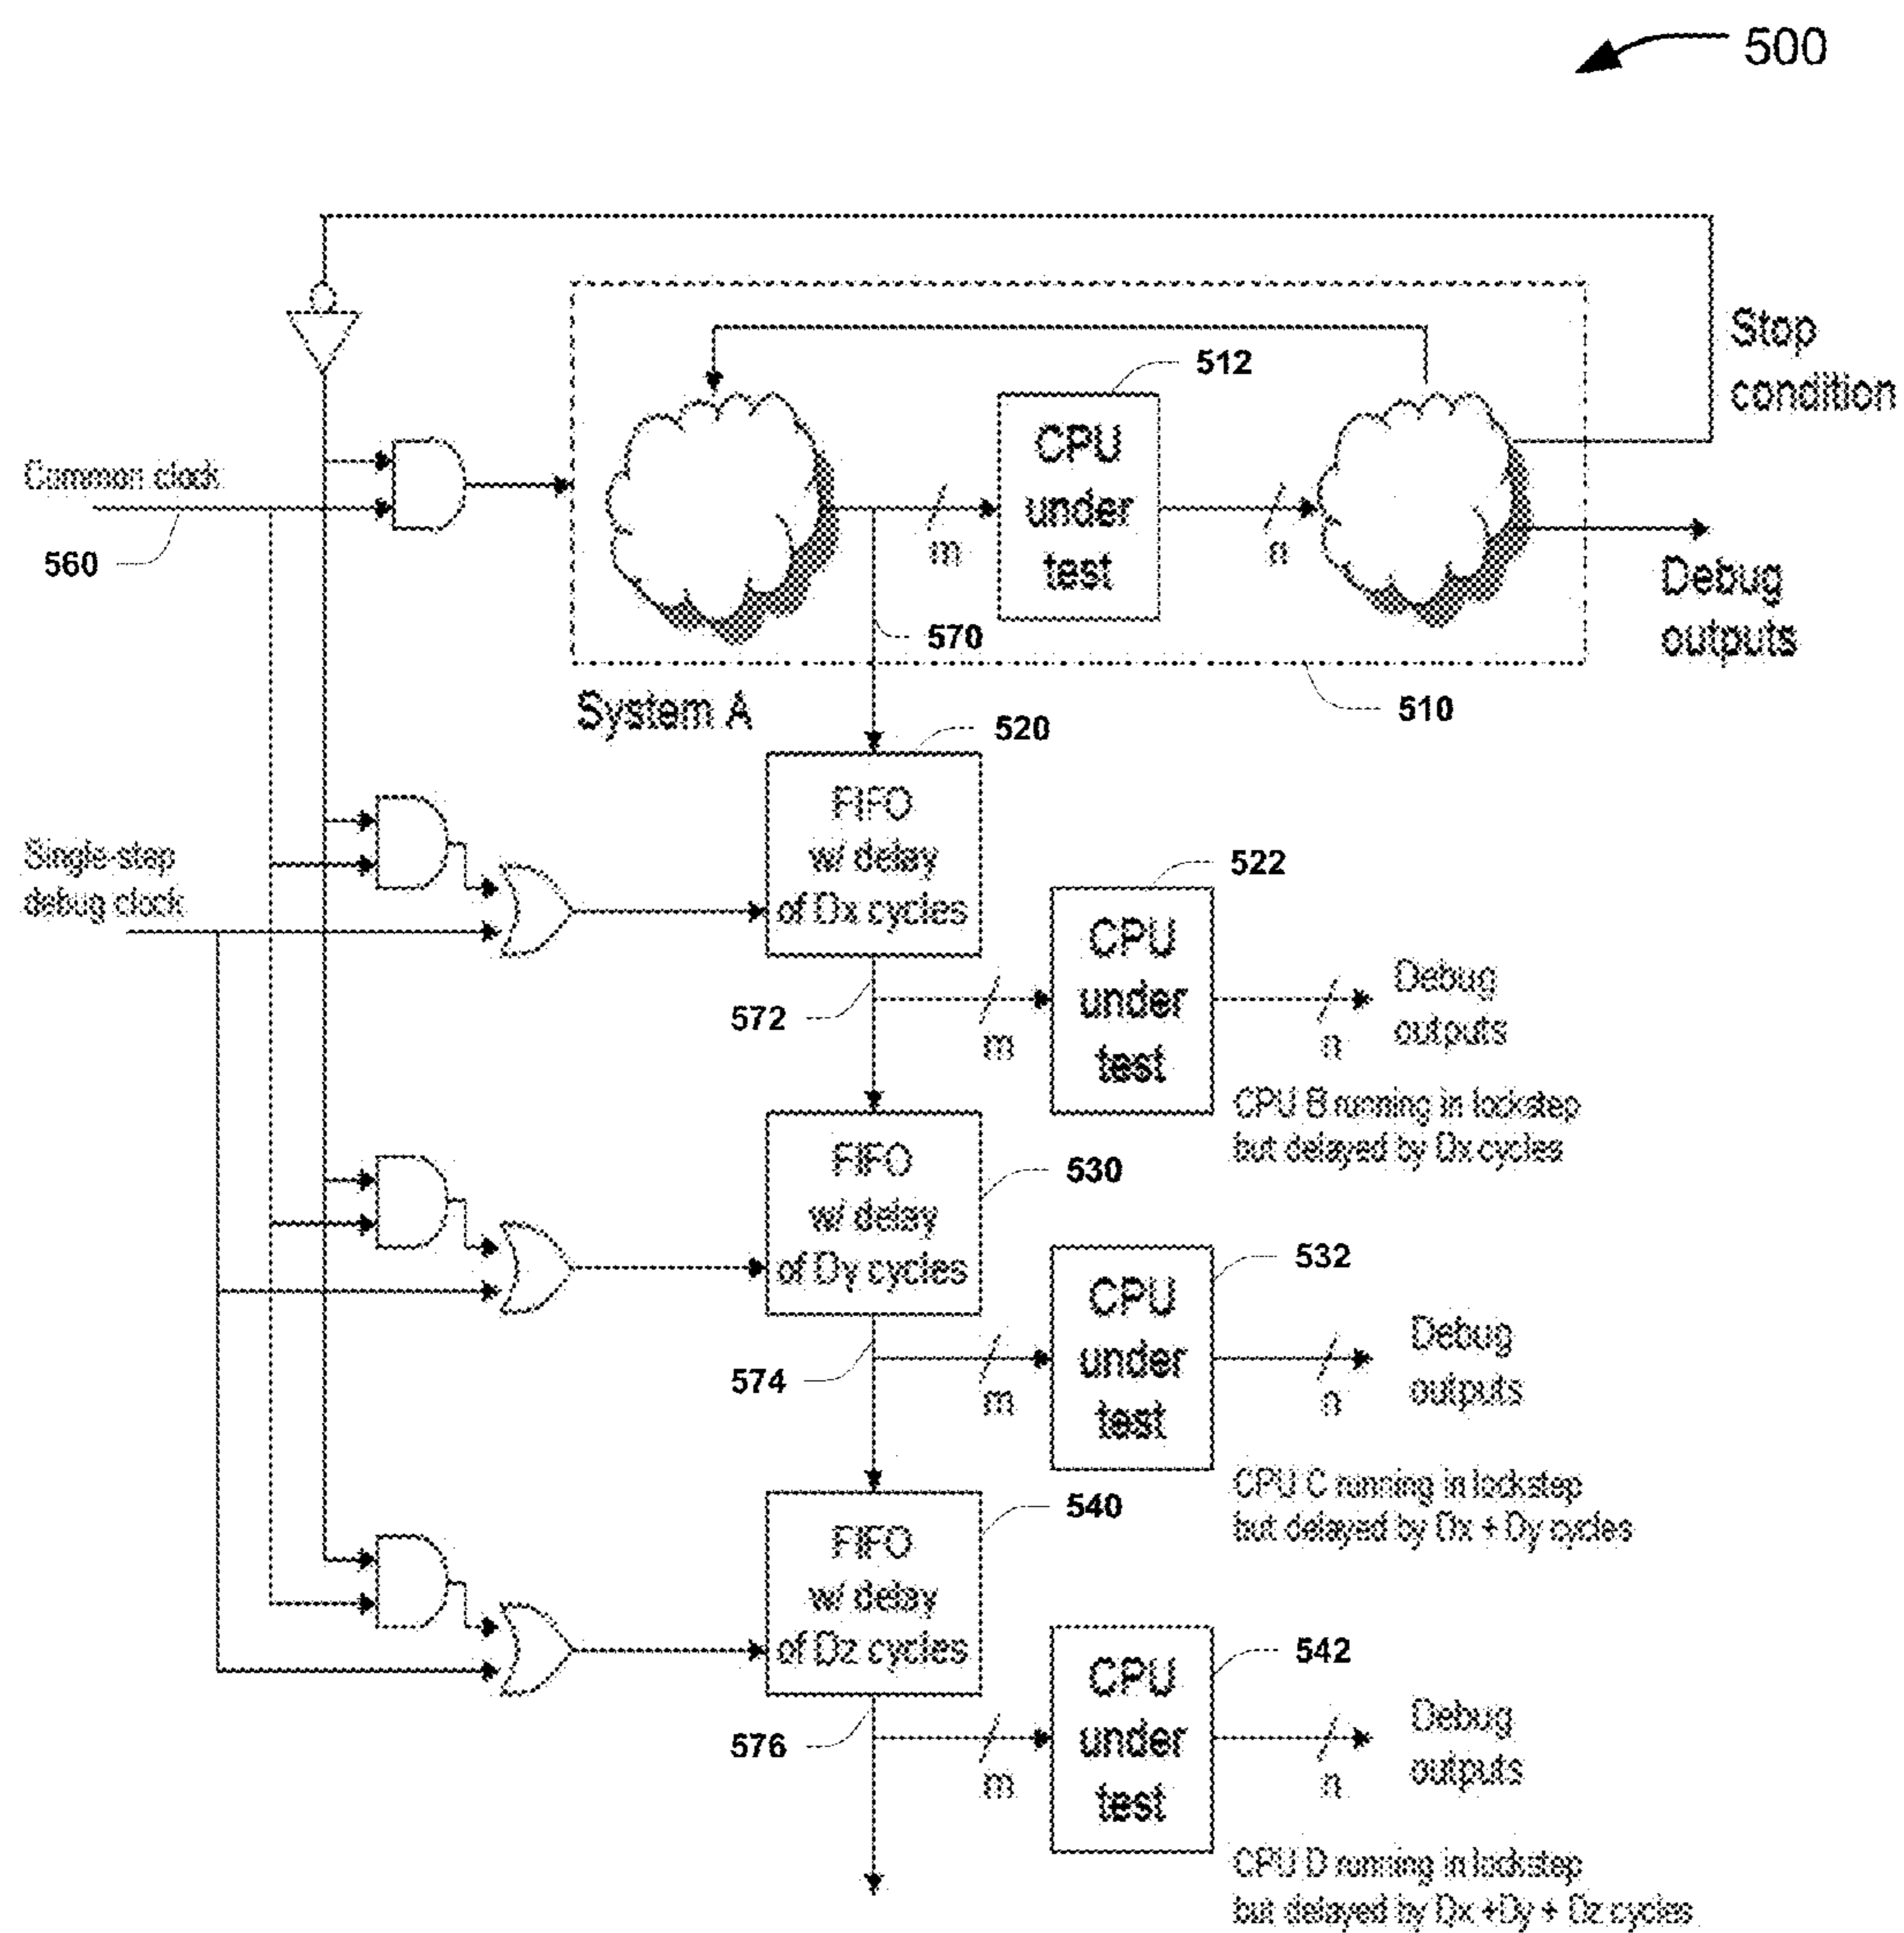 500
Stop
condition
512
CPU
under
test
Common clock
560
m
n
Debug
outputs
570
System A
510
520
FIFO
w/ delay
of Dx cycles
Single-step
debug clock
522
CPU
under
test
572
m
n
Debug
outputs
CPU B running in lockstep
but delayed by Dx cycles
530
FIFO
w/ delay
of Dy cycles
532
CPU
under
test
574
m
n
Debug
outputs
CPU C running in lockstep
but delayed by Dx + Dy cycles
540
FIFO
w/ delay
of Dz cycles
542
CPU
under
test
576
m
n
Debug
outputs
CPU D running in lockstep
but delayed by Dx +Dy + Dz cycles